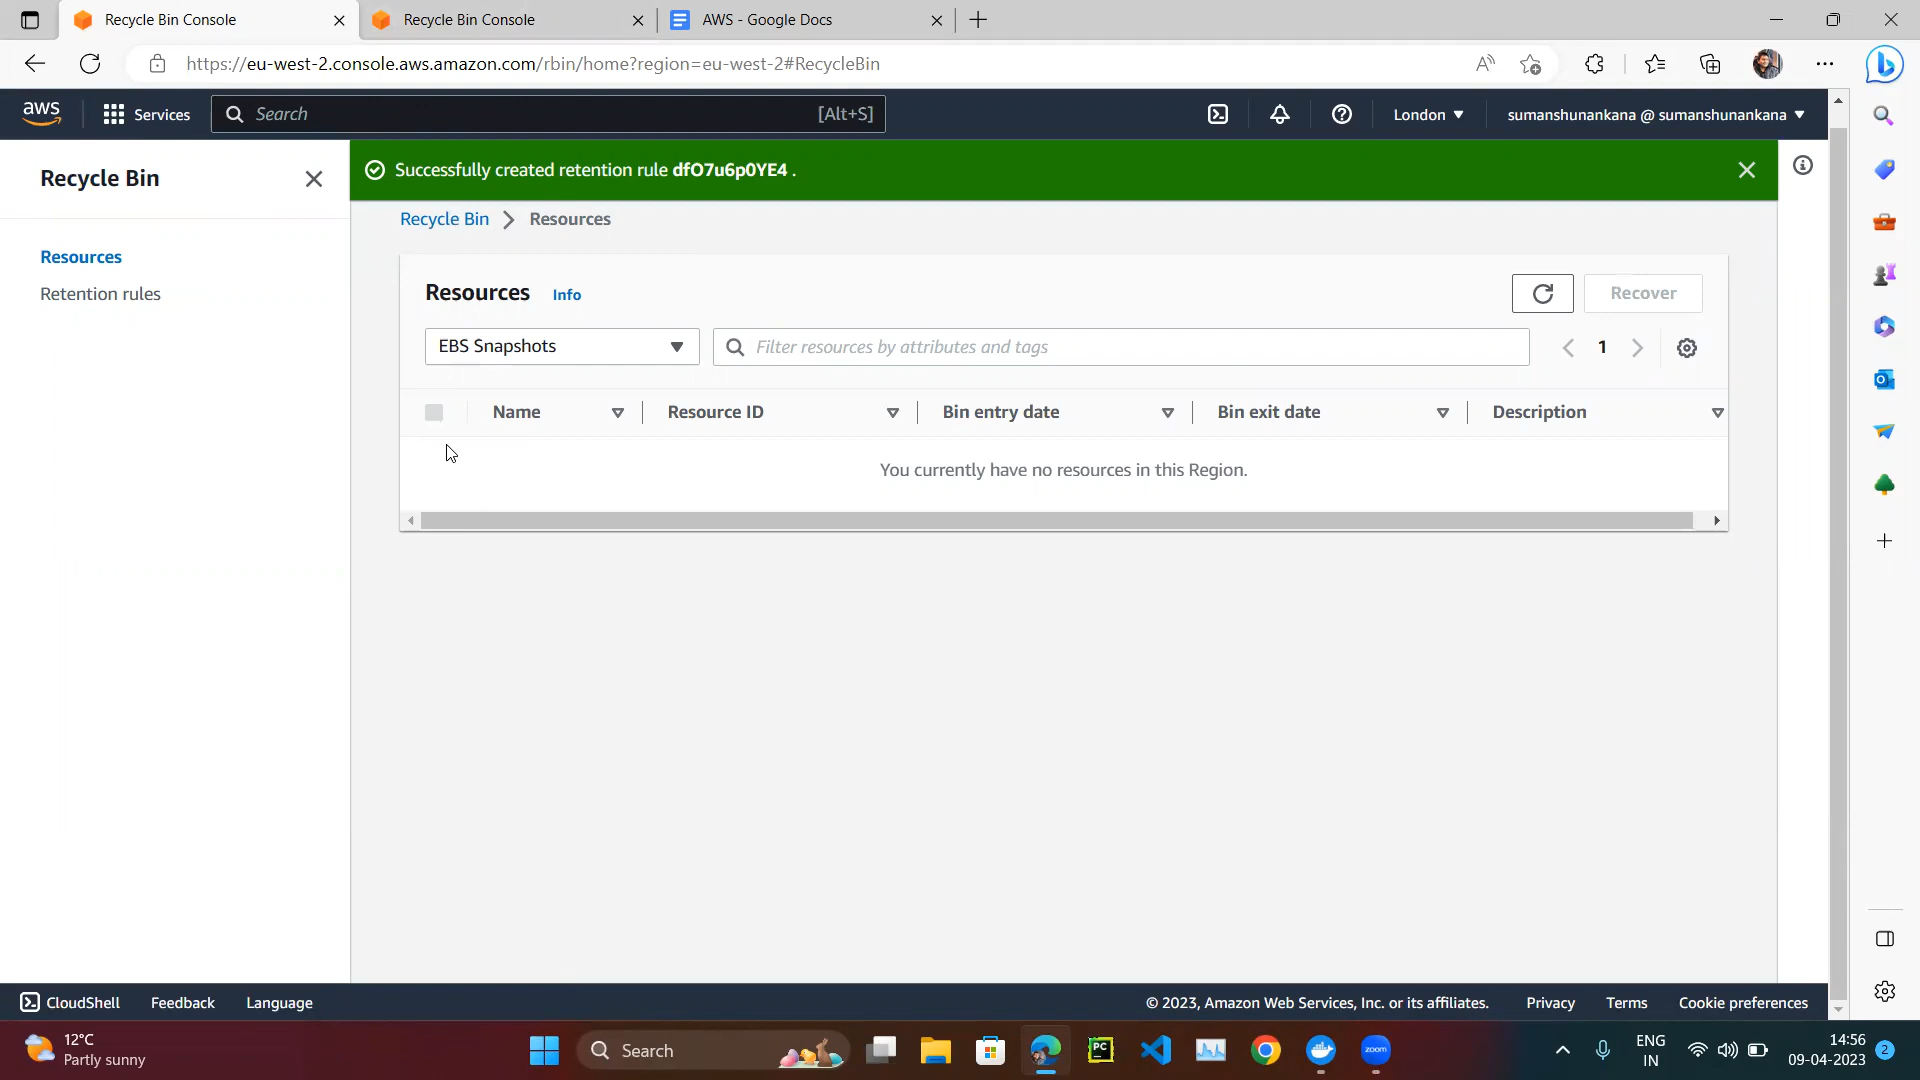 Recycle Bin Console
Recycle Bin Console
AWS - Google Docs
https://eu-west-2.console.aws.amazon.com/rbin/home?region=eu-west-2#RecycleBin
aws
Services
Search
[Alt+S]
London
sumanshunankana @ sumanshunankana
Recycle Bin
Resources
Retention rules
Successfully created retention rule dfO7u6p0YE4 .
Recycle Bin
Resources
Resources Info
Recover
EBS Snapshots
Filter resources by attributes and tags
1
Name
Resource ID
Bin entry date
Bin exit date
Description
You currently have no resources in this Region.
CloudShell
Feedback
Language
© 2023, Amazon Web Services, Inc. or its affiliates.
Privacy
Terms
Cookie preferences
12°C
Partly sunny
Search
PC
zoom
ENG
IN
14:56
09-04-2023
2